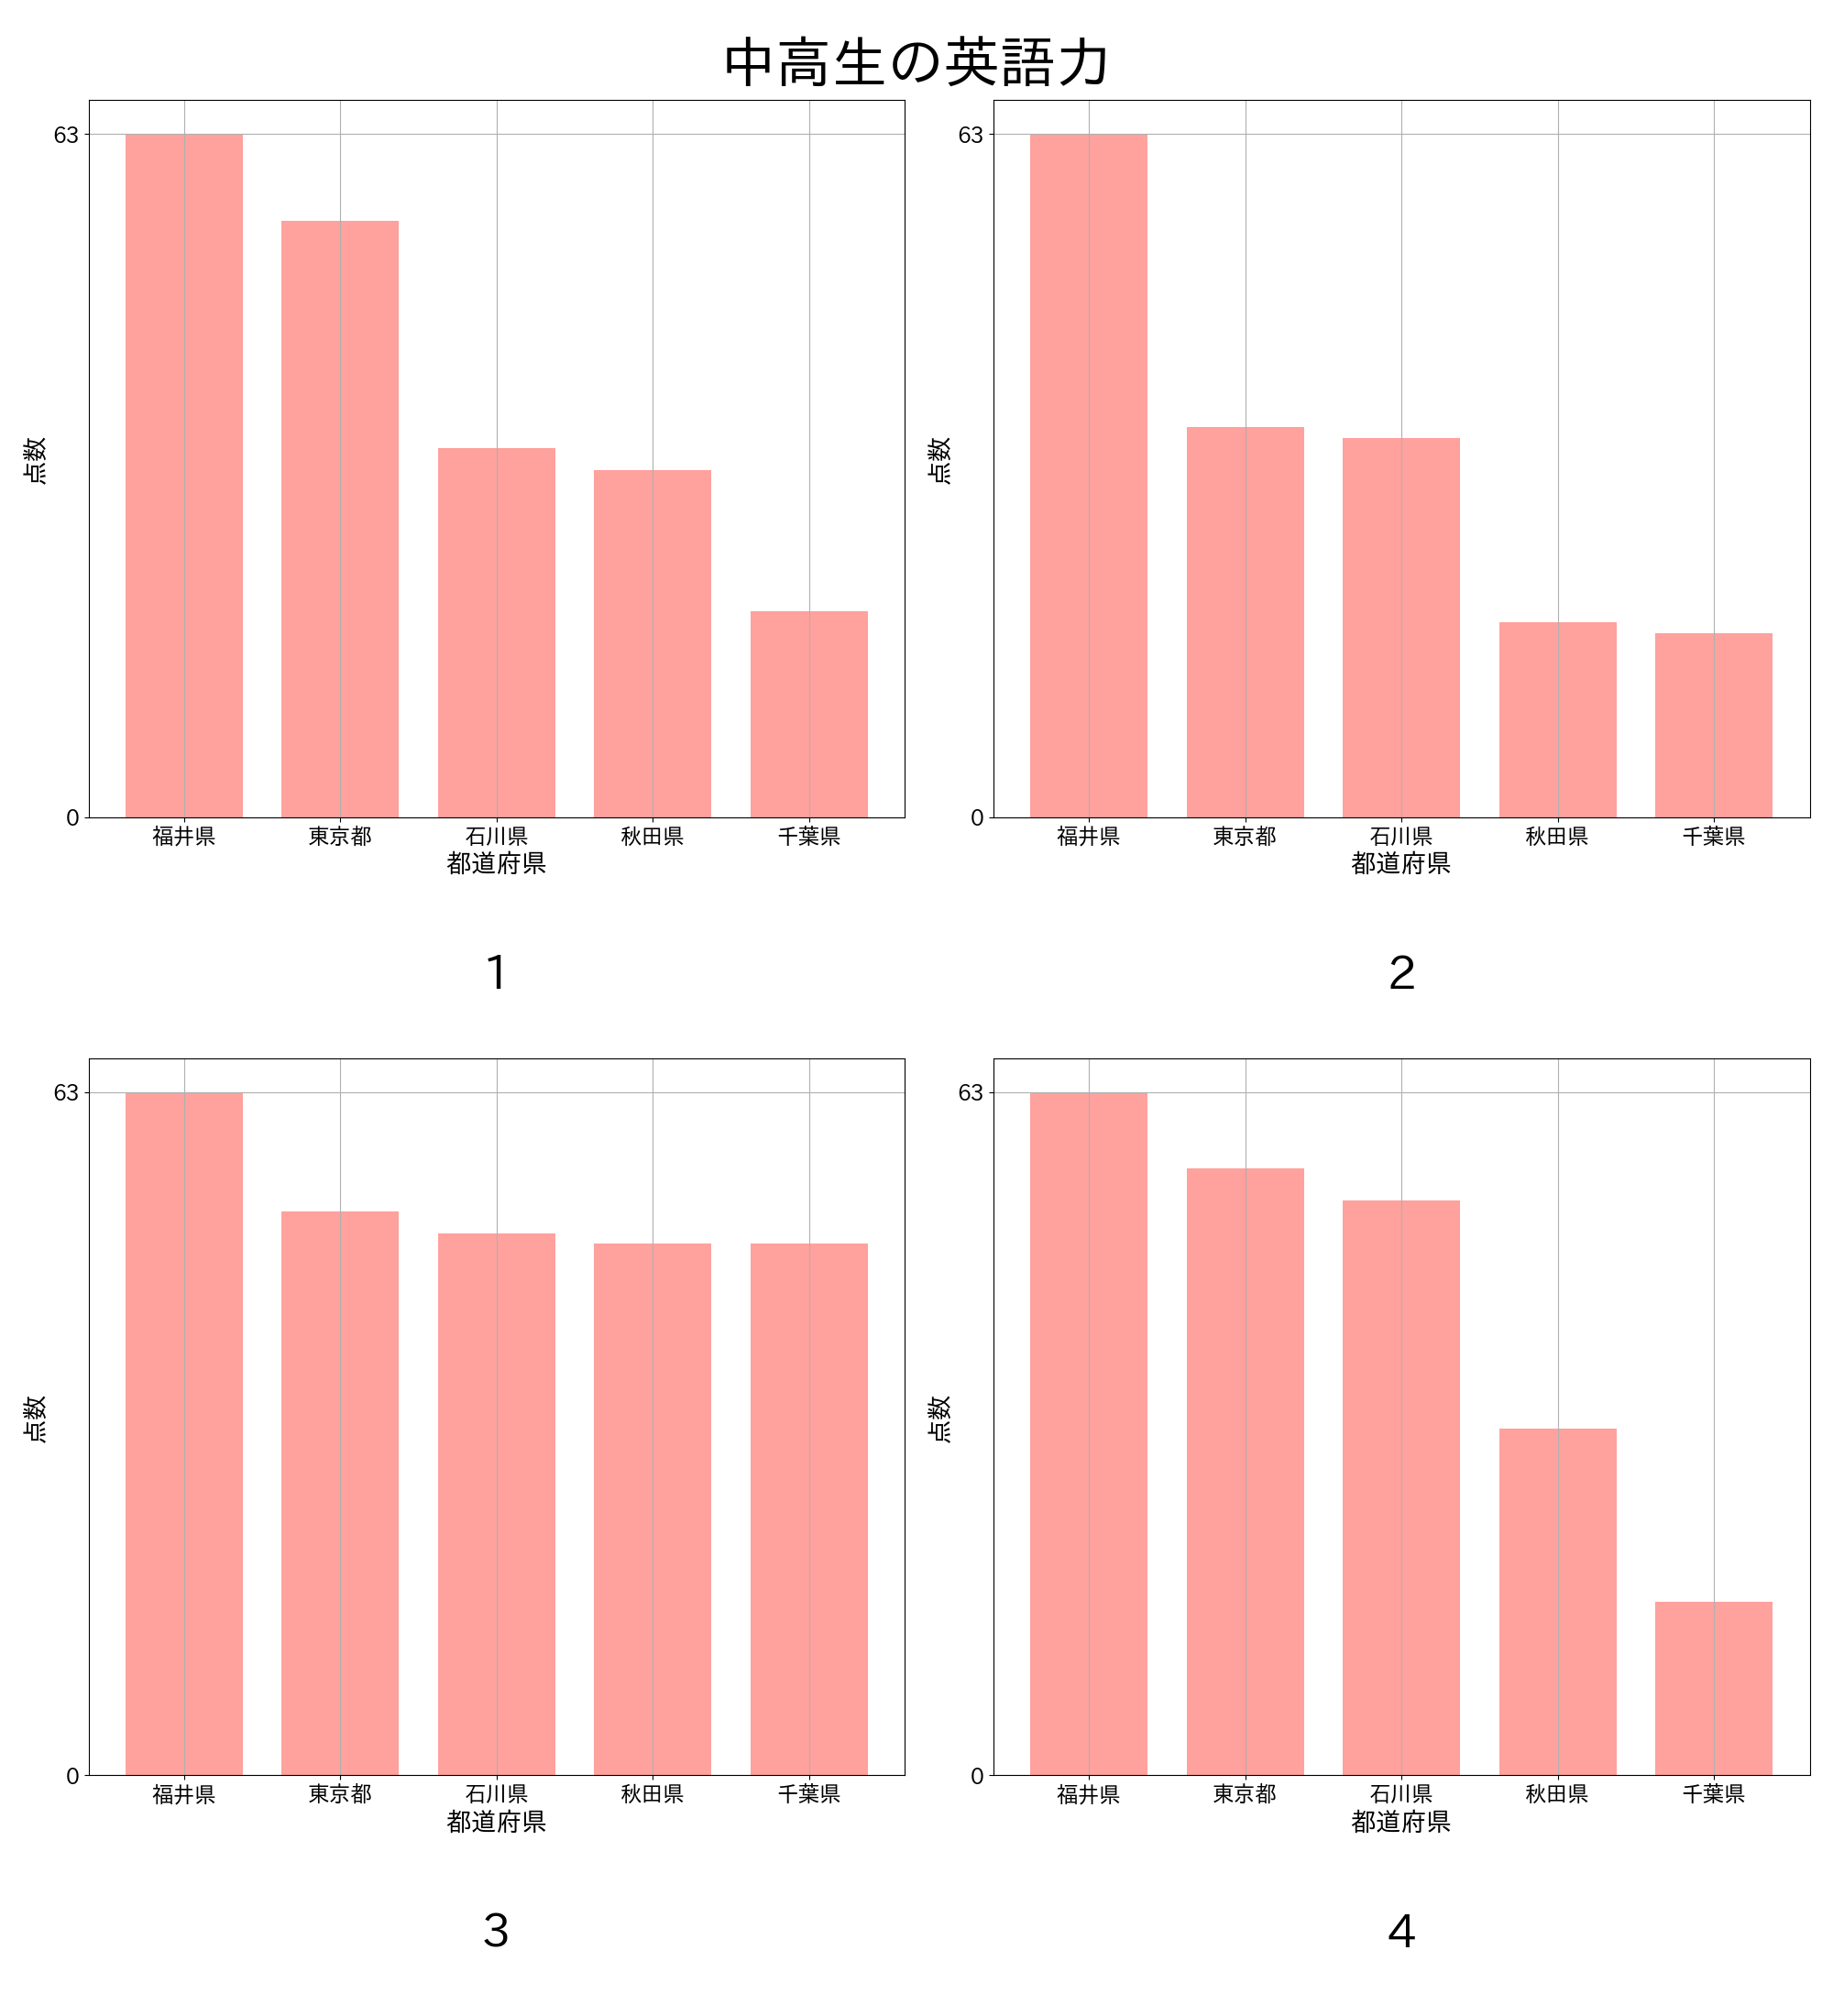 中高生の英語力
63
点数
0
福井県 東京都 石川県 秋田県 千葉県
都道府県
1
63
点数
0
福井県 東京都 石川県 秋田県 千葉県
都道府県
2
63
点数
0
福井県 東京都 石川県 秋田県 千葉県
都道府県
3
63
点数
0
福井県 東京都 石川県 秋田県 千葉県
都道府県
4